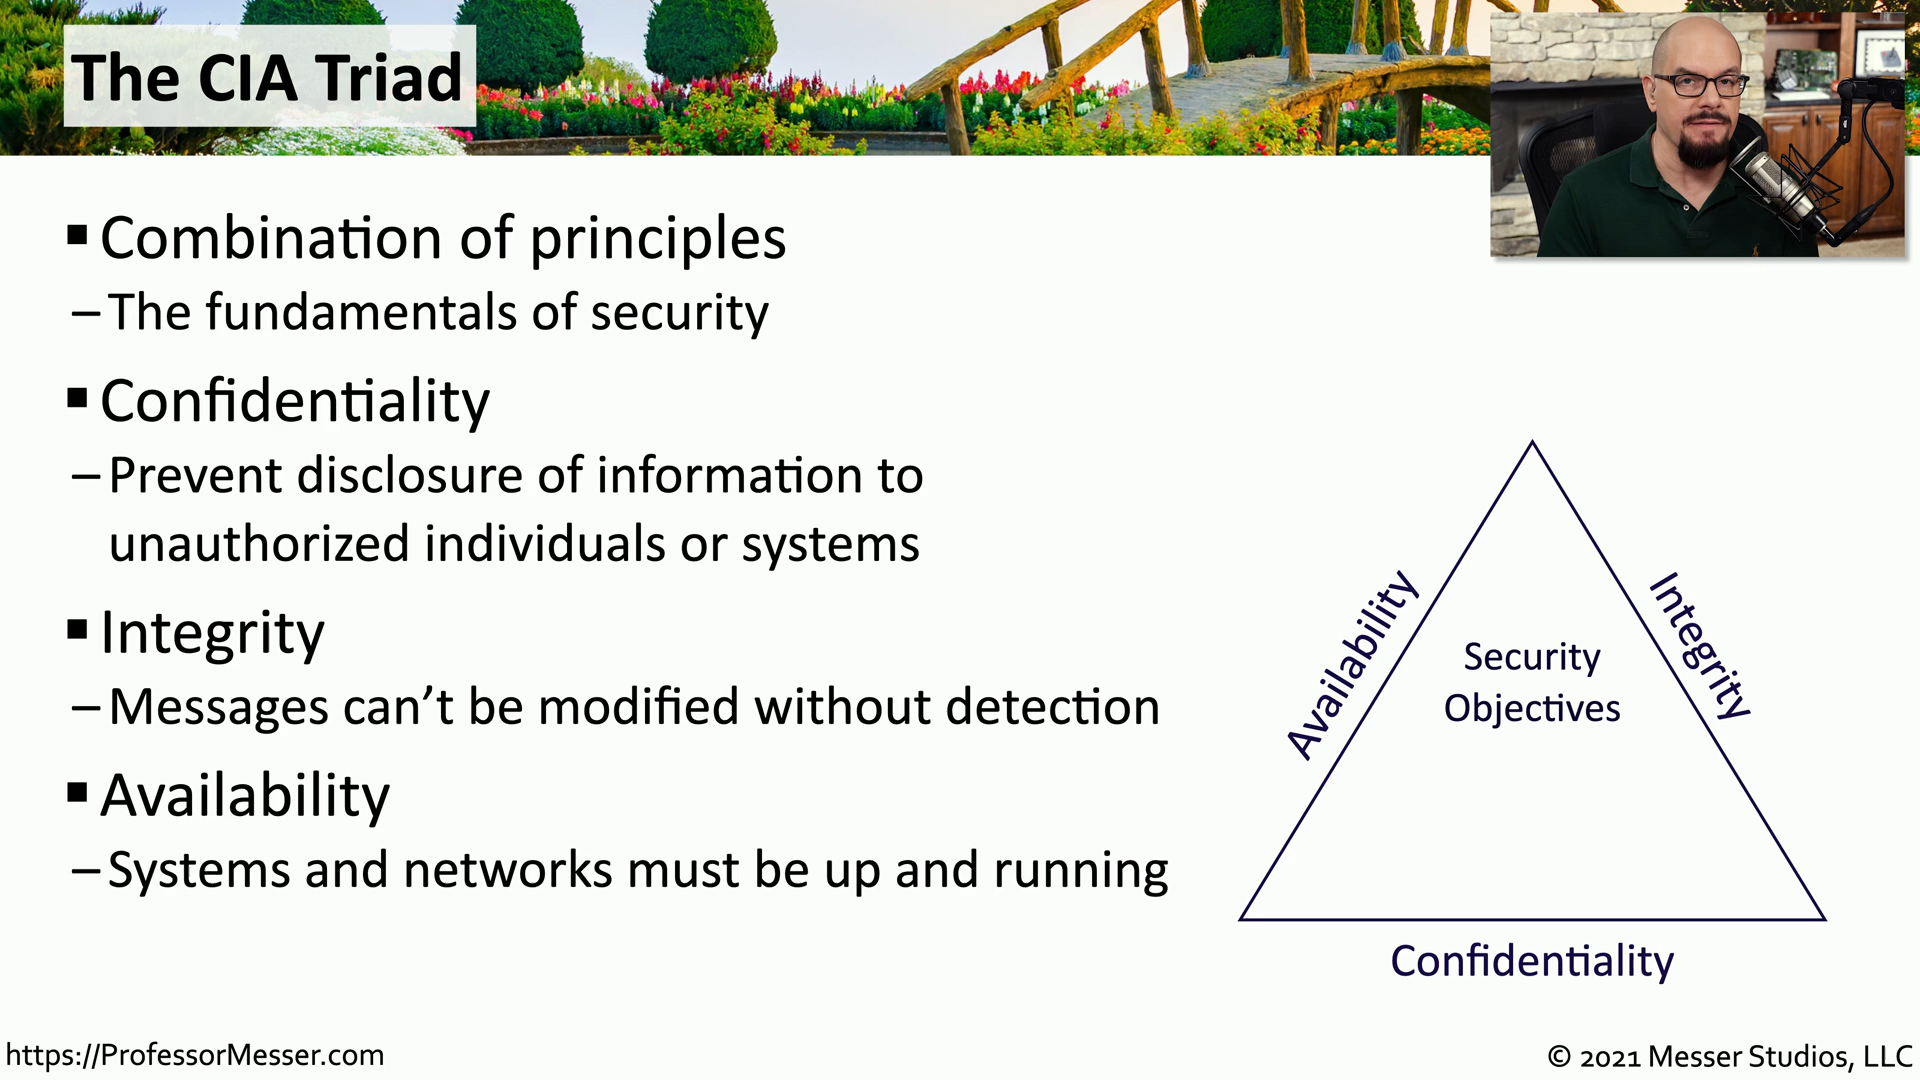 The CIA Triad
▪ Combination of principles
– The fundamentals of security
▪ Confidentiality
– Prevent disclosure of information to
unauthorized individuals or systems
▪ Integrity
– Messages can’t be modified without detection
▪ Availability
– Systems and networks must be up and running
Availability
Integrity
Security
Objectives
Confidentiality
https://ProfessorMesser.com
© 2021 Messer Studios, LLC